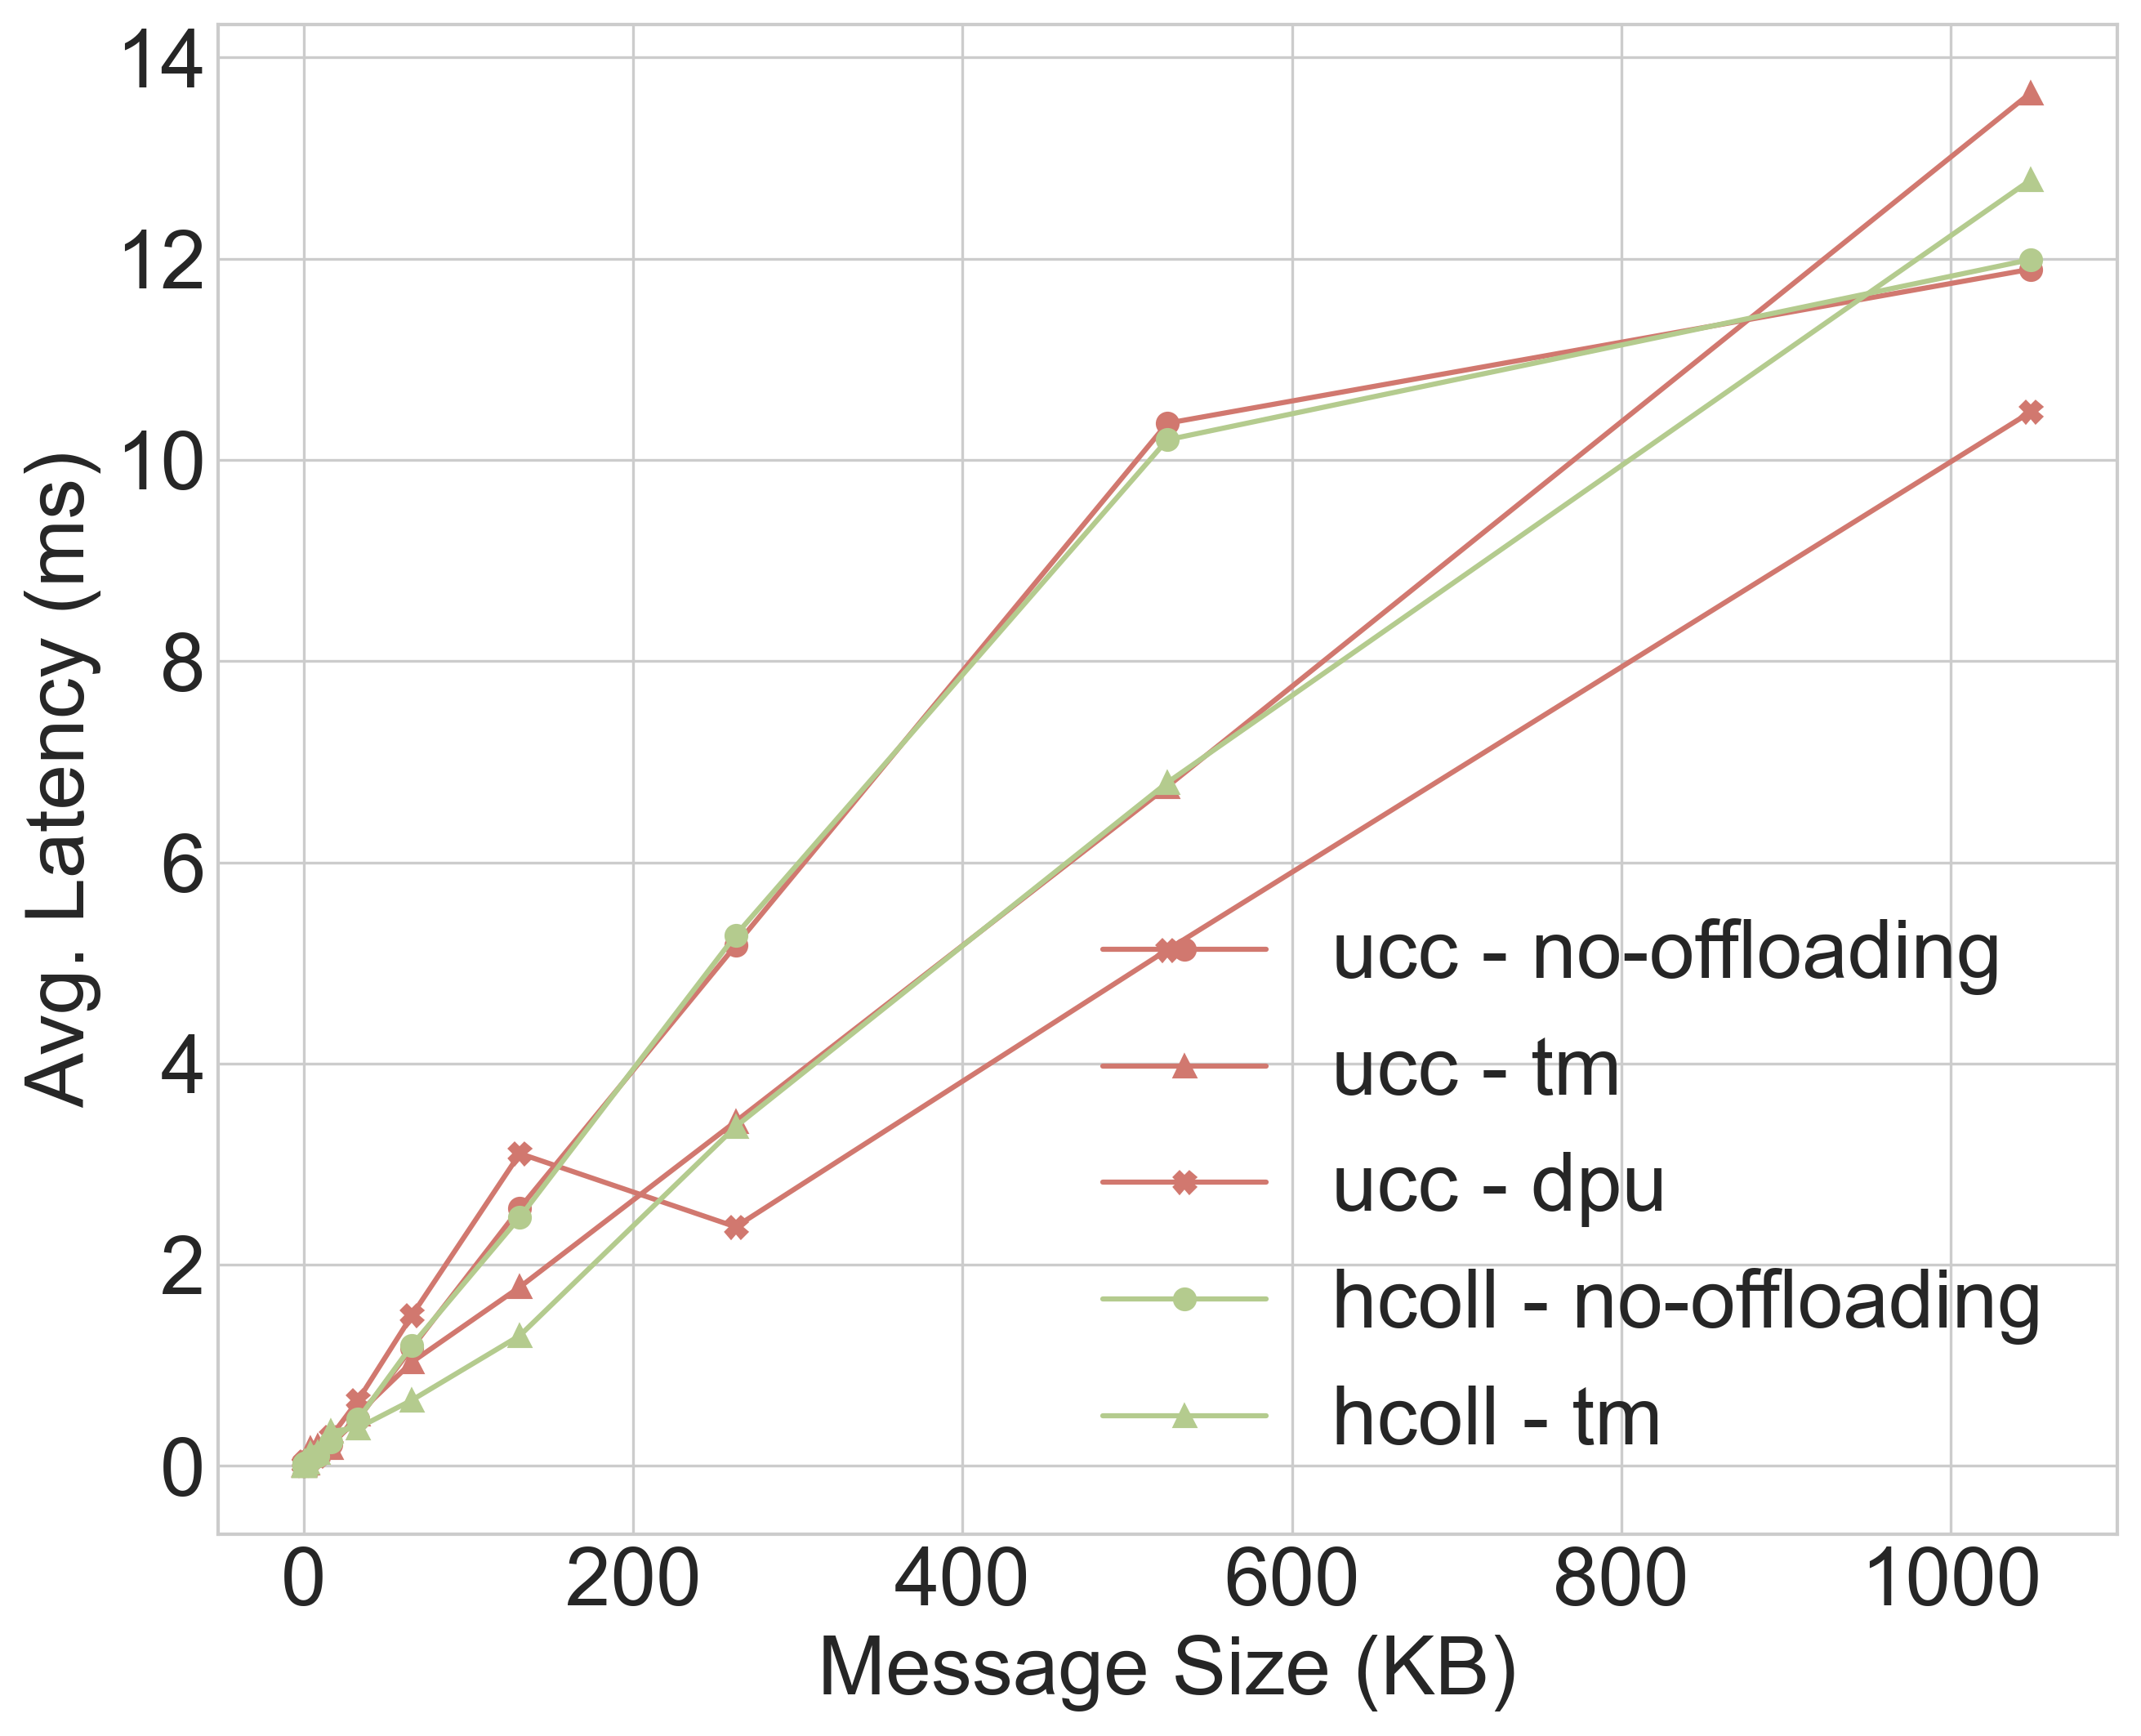 14
12
10
8
6
4
2
0
Avg. Latency (ms)
ucc - no-offloading
ucc - tm
ucc - dpu
hcoll - no-offloading
hcoll - tm
0 200 400 600 800 1000
Message Size (KB)